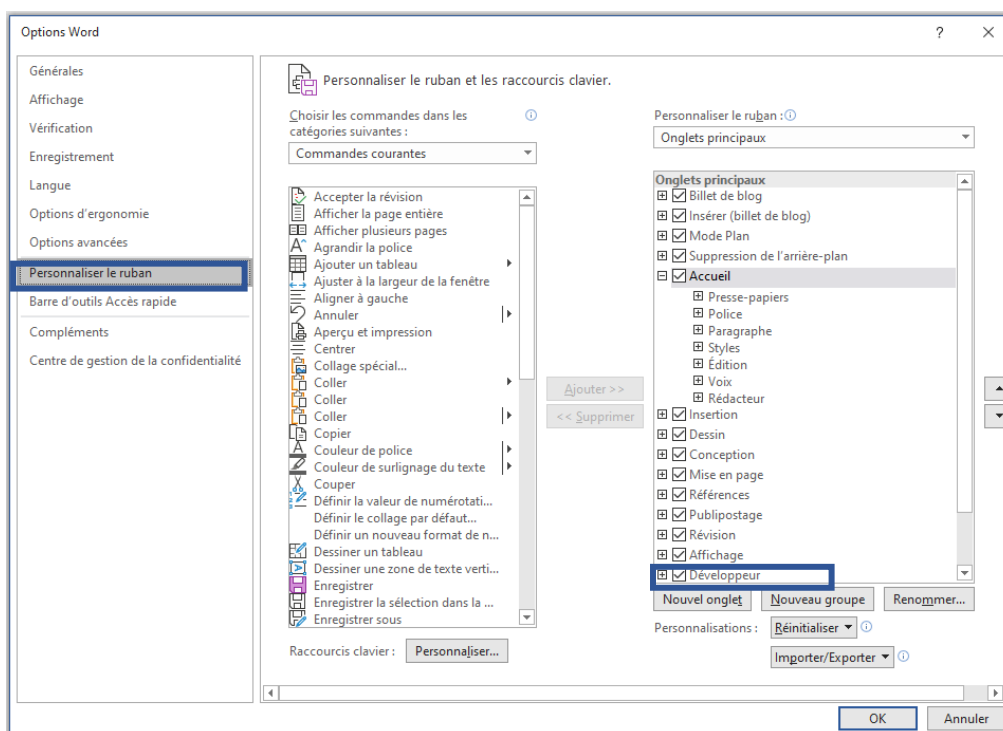 Options Word
?
Générales
Affichage
Vérification
Enregistrement
Langue
Options d'ergonomie
Options avancées
Personnaliser le ruban
Barre d'outils Accès rapide
Compléments
Centre de gestion de la confidentialité
Personnaliser le ruban et les raccourcis clavier.
Choisir les commandes dans les
catégories suivantes :
Commandes courantes
Accepter la révision
Afficher la page entière
Afficher plusieurs pages
Agrandir la police
Ajouter un tableau
Ajuster à la largeur de la fenêtre
Aligner à gauche
Annuler
Aperçu et impression
Centrer
Collage spécial...
Coller
Coller
Coller
Copier
Couleur de police
Couleur de surlignage du texte
Couper
Définir la valeur de numérotati...
Définir le collage par défaut...
Définir un nouveau format de n...
Dessiner un tableau
Dessiner une zone de texte verti...
Enregistrer
Enregistrer la sélection dans la ...
Enregistrer sous
Raccourcis clavier :
Personnaliser...
Ajouter >>
<< Supprimer
Personnaliser le ruban :
Onglets principaux
Onglets principaux
Billet de blog
Insérer (billet de blog)
Mode Plan
Suppression de l'arrière-plan
Accueil
Presse-papiers
Police
Paragraphe
Styles
Édition
Voix
Rédacteur
Insertion
Dessin
Conception
Mise en page
Références
Publipostage
Révision
Affichage
Développeur
Nouvel onglet
Nouveau groupe
Renommer...
Personnalisations :
Réinitialiser
Importer/Exporter
OK
Annuler